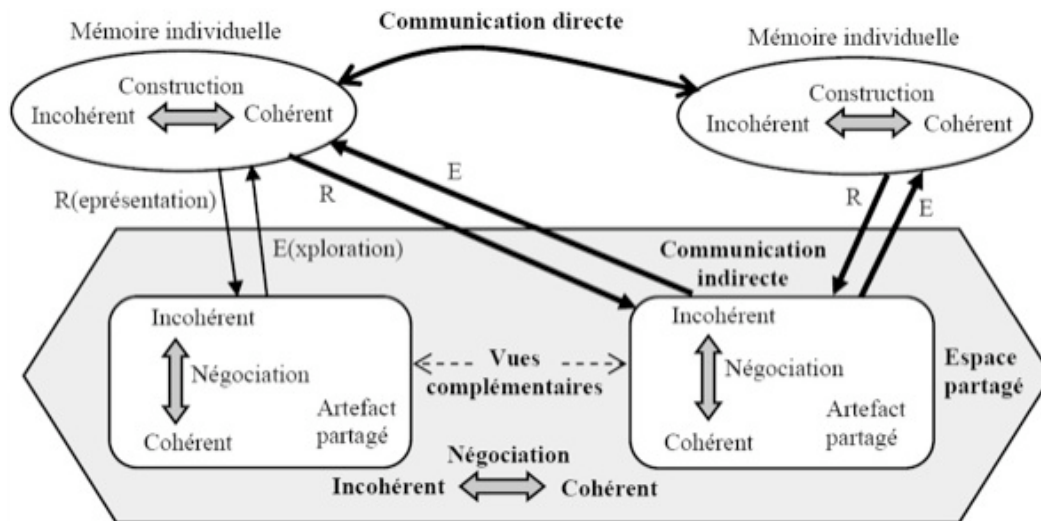 Communication directe
Mémoire individuelle
Mémoire individuelle
Construction
Incohérent
Cohérent
Construction
Incohérent
Cohérent
R(eprésentation)
R
E
R
E
E(xploration)
Communication
indirecte
Incohérent
Négociation
Cohérent
Artefact
partagé
Vues
complémentaires
Incohérent
Négociation
Cohérent
Artefact
partagé
Espace
partagé
Négociation
Incohérent
Cohérent